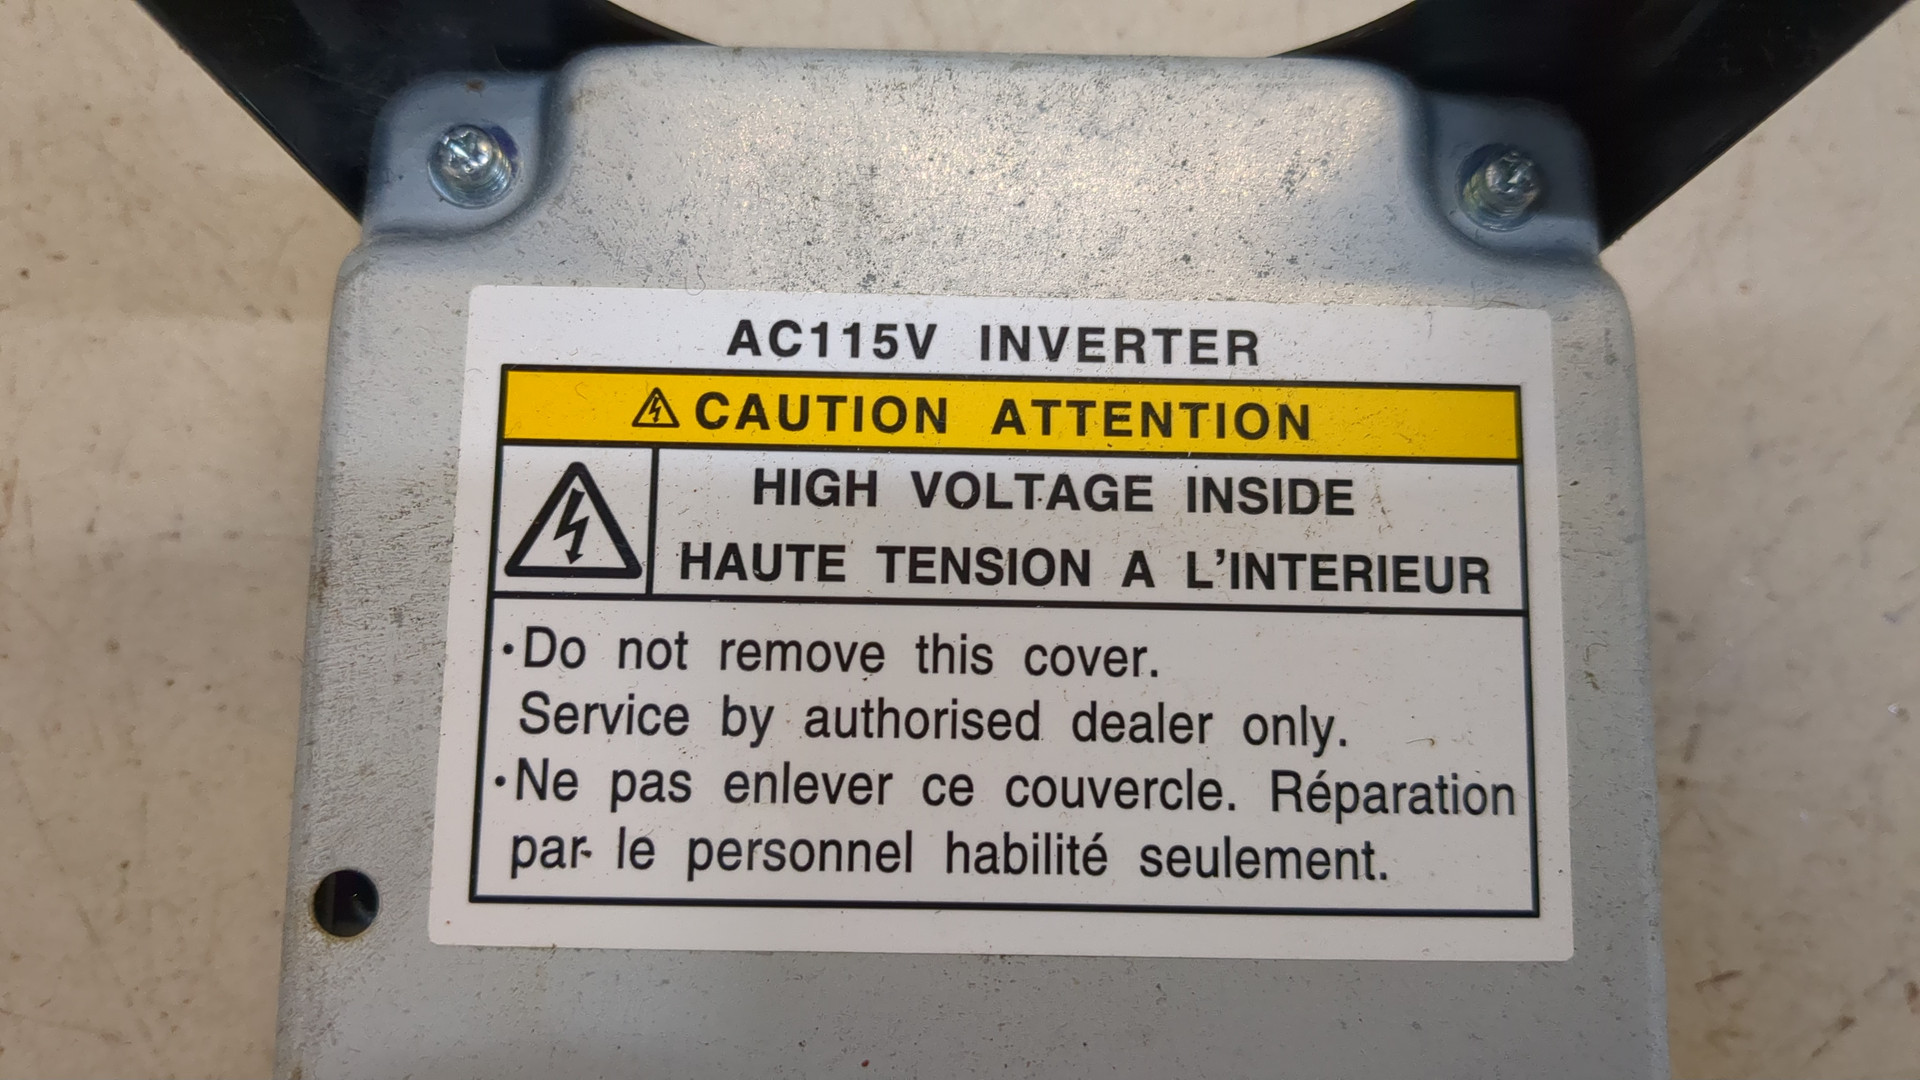 AC115V INVERTER
CAUTION ATTENTION
HIGH VOLTAGE INSIDE
HAUTE TENSION A L'INTERIEUR
·Do not remove this cover.
Service by authorised dealer only.
·Ne pas enlever ce couvercle. Réparation
par le personnel habilité seulement.